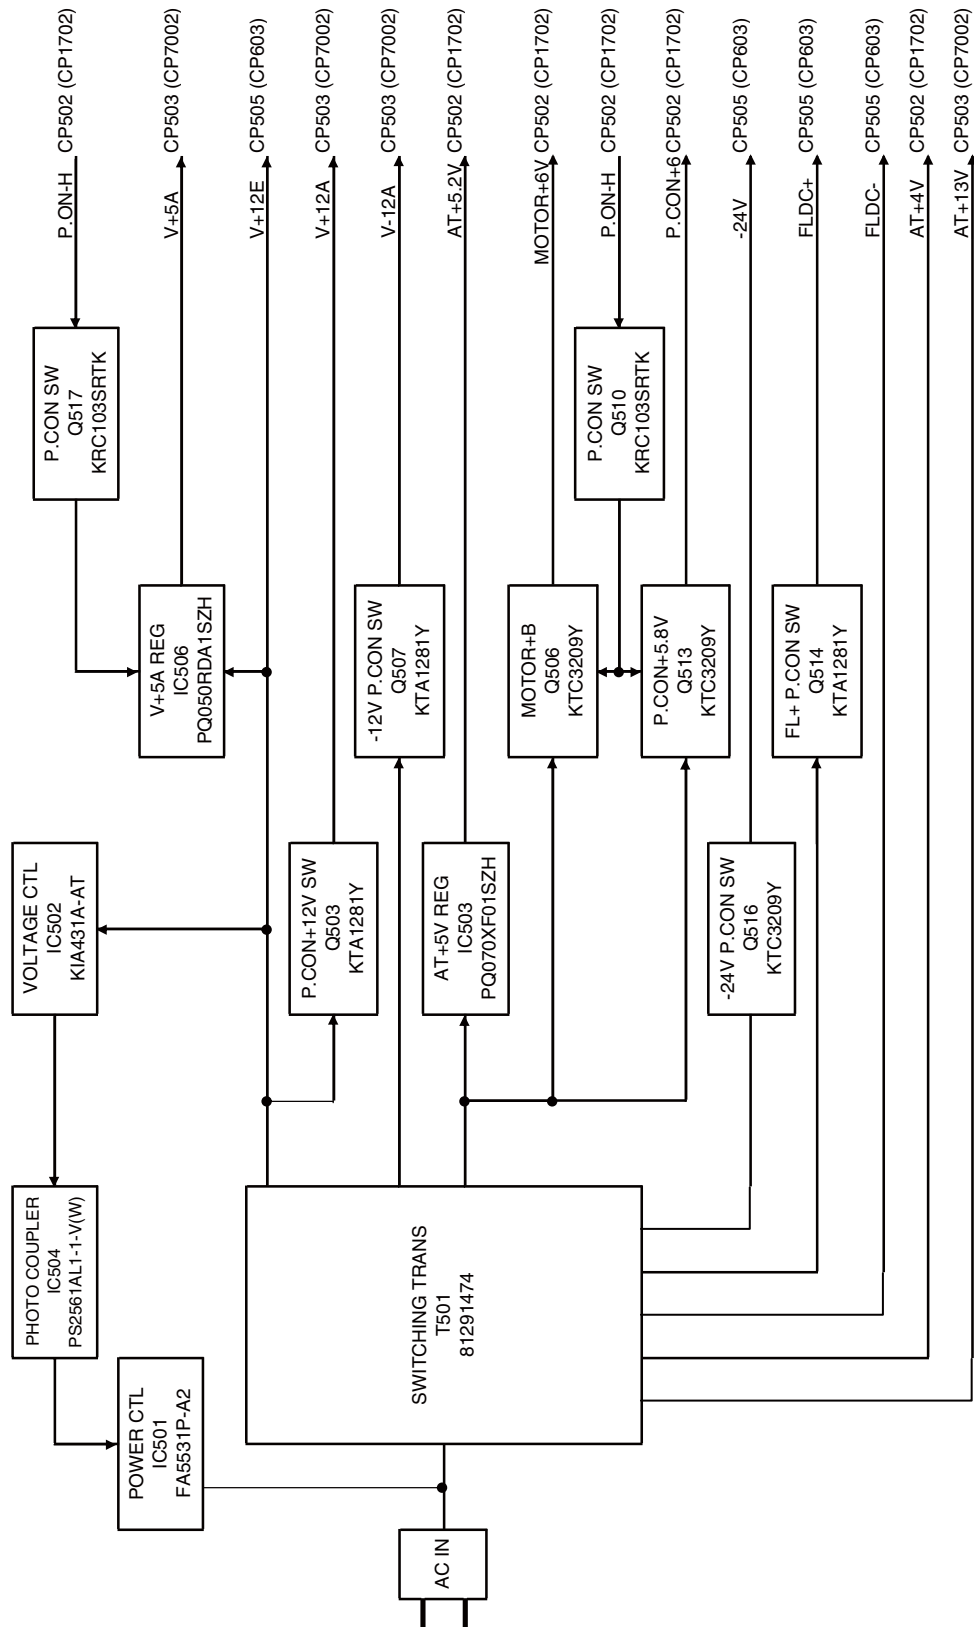 CP502 (CP1702)
CP503 (CP7002)
CP505 (CP603)
CP503 (CP7002)
CP503 (CP7002)
CP502 (CP1702)
CP502 (CP1702)
CP502 (CP1702)
CP502 (CP1702)
CP505 (CP603)
CP505 (CP603)
CP505 (CP603)
CP502 (CP1702)
CP503 (CP7002)
P.ON-H
V+5A
V+12E
V+12A
V-12A
AT+5.2V
MOTOR+6V
P.ON-H
P.CON+6
-24V
FLDC+
FLDC-
AT+4V
AT+13V
P.CON SW
Q517
KRC103SRTK
P.CON SW
Q510
KRC103SRTK
V+5A REG
IC506
PQ050RDA1SZH
-12V P.CON SW
Q507
KTA1281Y
MOTOR+B
Q506
KTC3209Y
P.CON+5.8V
Q513
KTC3209Y
FL+ P.CON SW
Q514
KTA1281Y
VOLTAGE CTL
IC502
KIA431A-AT
P.CON+12V SW
Q503
KTA1281Y
AT+5V REG
IC503
PQ070XF01SZH
-24V P.CON SW
Q516
KTC3209Y
PHOTO COUPLER
IC504
PS2561AL1-1-V(W)
SWITCHING TRANS
T501
81291474
POWER CTL
IC501
FA5531P-A2
AC IN